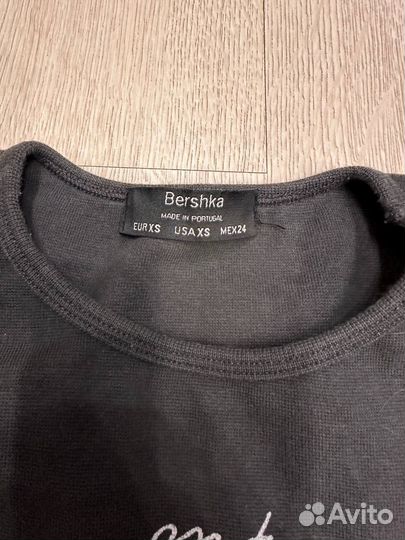 Bershka
MADE IN PORTUGAL
EUR XS USA XS MEX 24
Avito